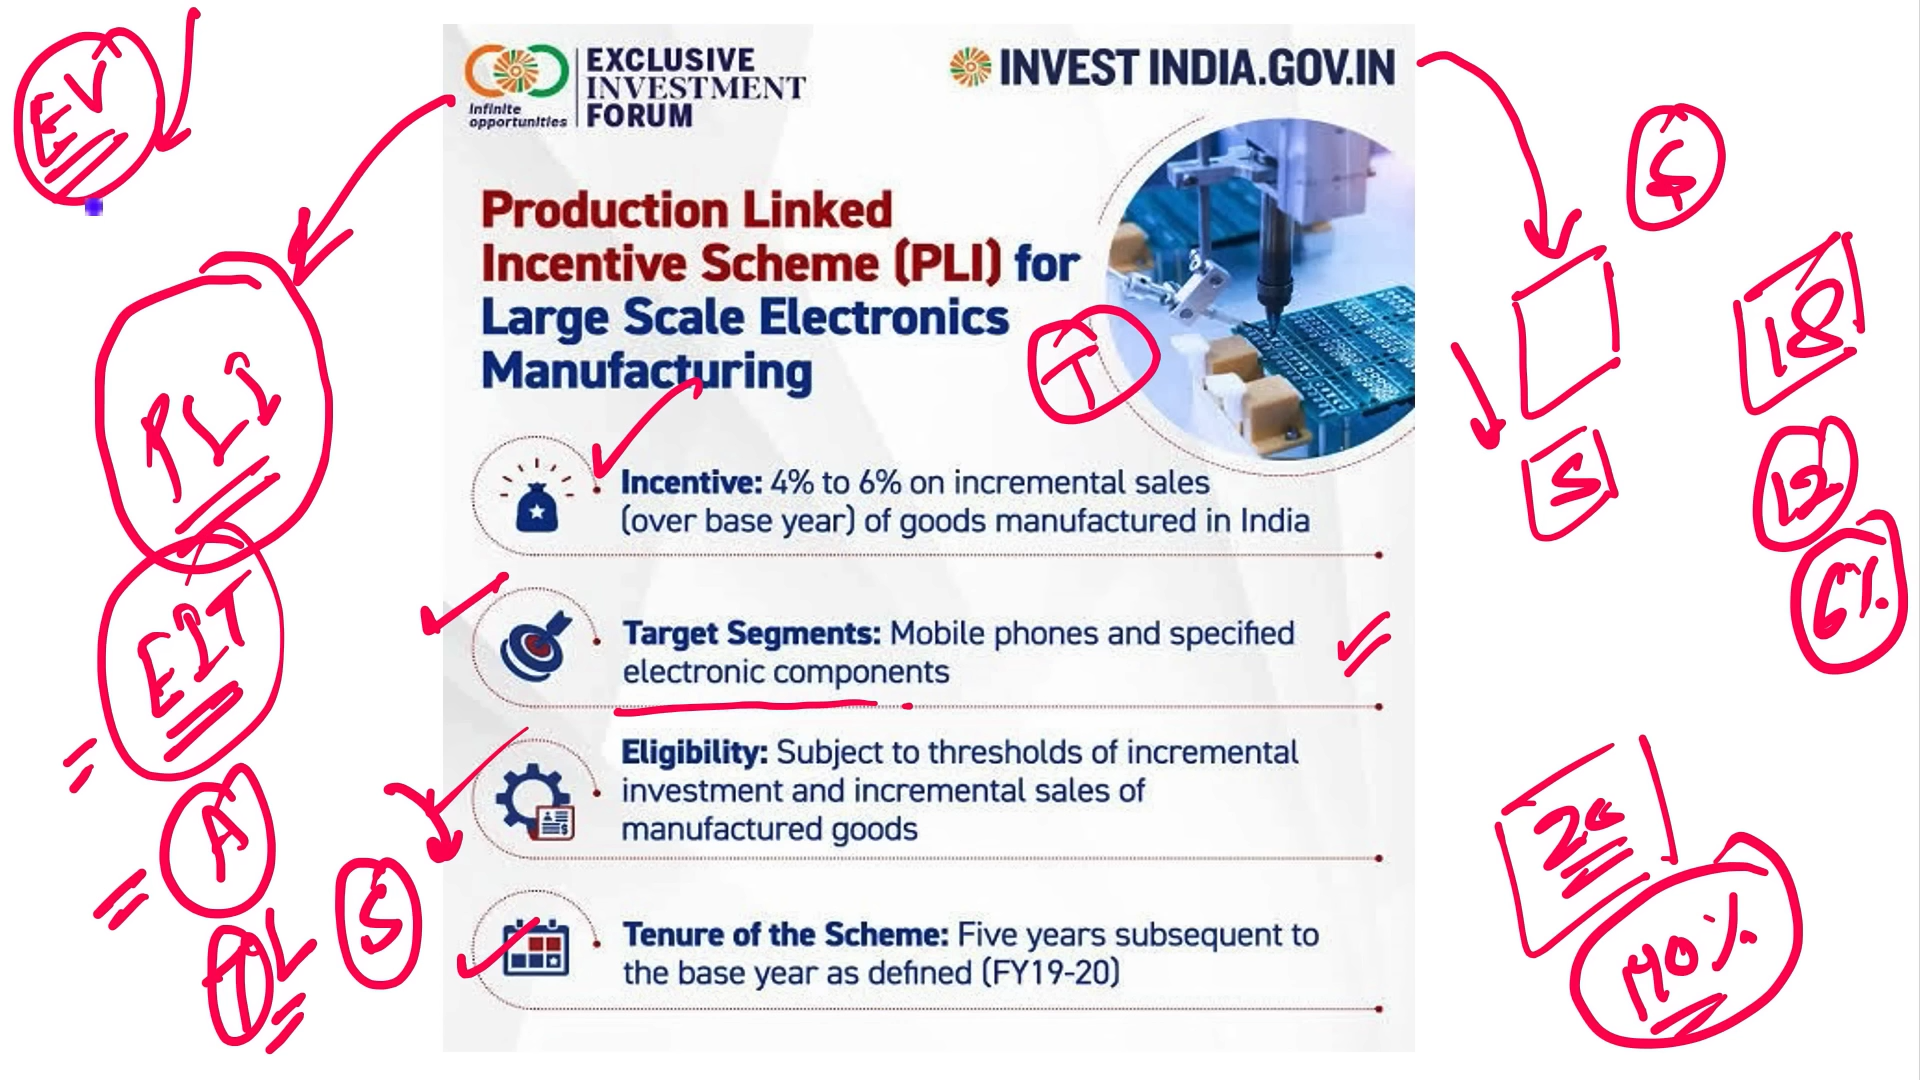 EV
Infinite
opportunities
EXCLUSIVE
INVESTMENT
FORUM
INVEST INDIA.GOV.IN
Production Linked
Incentive Scheme (PLI) for
Large Scale Electronics
Manufacturing
T
Incentive: 4% to 6% on incremental sales
(over base year) of goods manufactured in India
Target Segments: Mobile phones and specified
electronic components
Eligibility: Subject to thresholds of incremental
investment and incremental sales of
manufactured goods
Tenure of the Scheme: Five years subsequent to
the base year as defined (FY19-20)
PLI
A
S
18
12
6%
S
40%